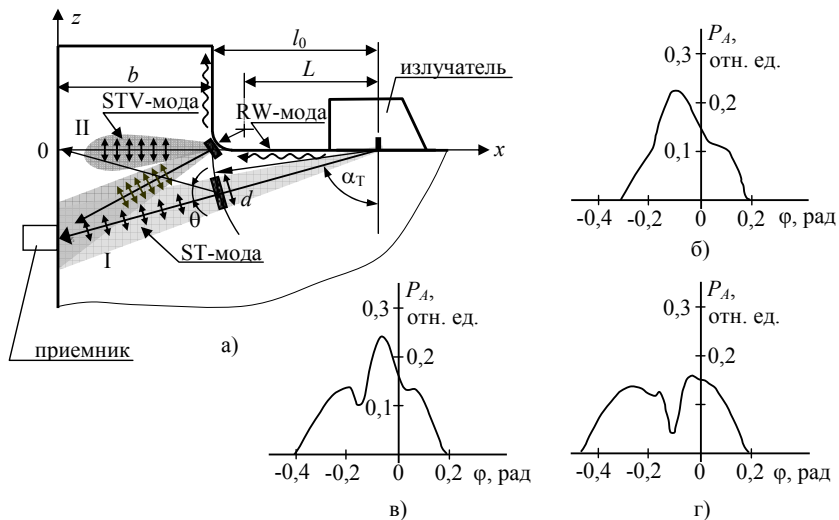 z
l₀
b
L
STV-мода
RW-мода
излучатель
II
0
x
αТ
d
θ
I
ST-мода
приемник
а)
PA,
отн. ед.
0,3
0,2
0,1
-0,4 -0,2 0 0,2 φ, рад
б)
PA,
отн. ед.
0,3
0,2
0,1
-0,4 -0,2 0 0,2 φ, рад
в)
PA,
отн. ед.
0,3
0,2
0,1
-0,4 -0,2 0 0,2 φ, рад
г)